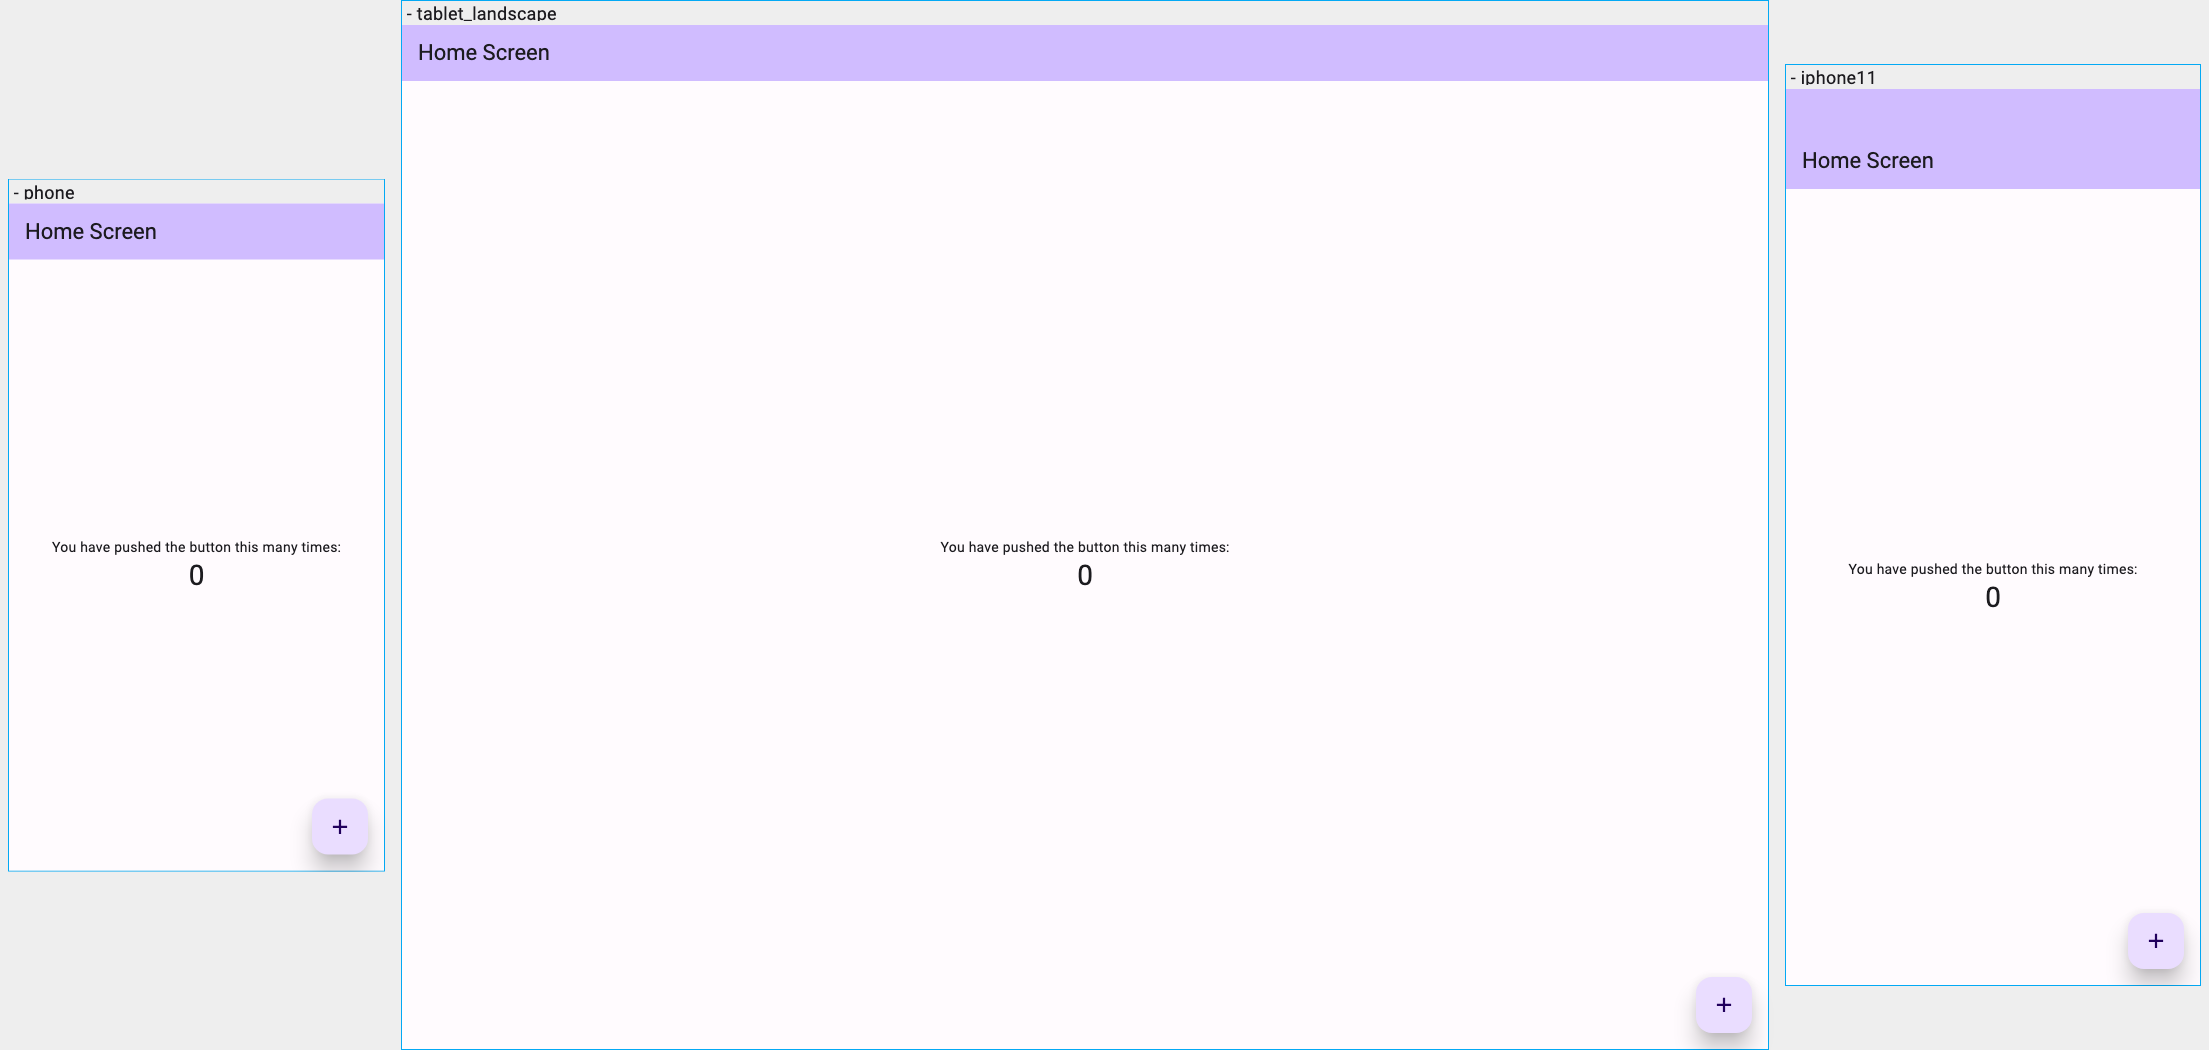 - phone
Home Screen
You have pushed the button this many times:
0
+
- tablet_landscape
Home Screen
You have pushed the button this many times:
0
+
- iphone11
Home Screen
You have pushed the button this many times:
0
+